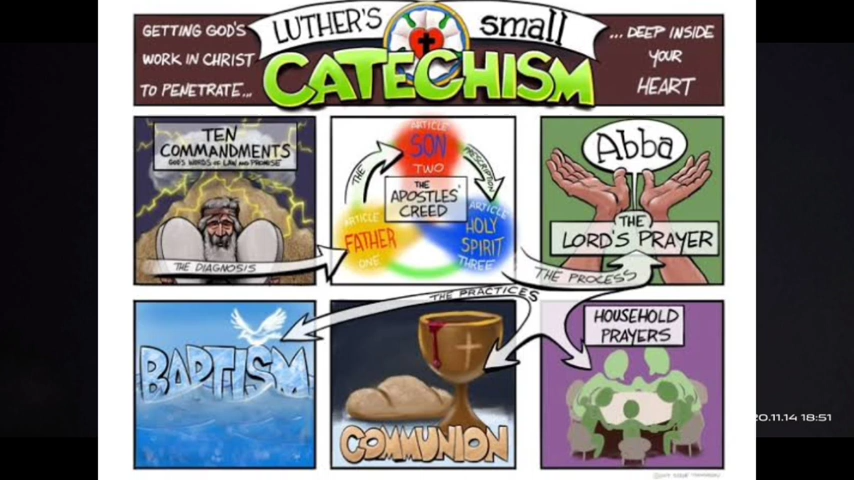 GETTING GOD'S
WORK IN CHRIST
TO PENETRATE...
LUTHER'S small
CATECHISM
... DEEP INSIDE
YOUR
HEART
TEN
COMMANDMENTS
GOD'S WORDS OF LAW AND PROMISE
THE DIAGNOSIS
ARTICLE
SON
TWO
THE PRESCRIPTION
THE
APOSTLES'
CREED
ARTICLE
FATHER
ONE
ARTICLE
HOLY
SPIRIT
THREE
Abba
THE
LORD'S PRAYER
THE PROCESS
THE PRACTICES
BAPTISM
COMMUNION
HOUSEHOLD
PRAYERS
20.11.14 18:51